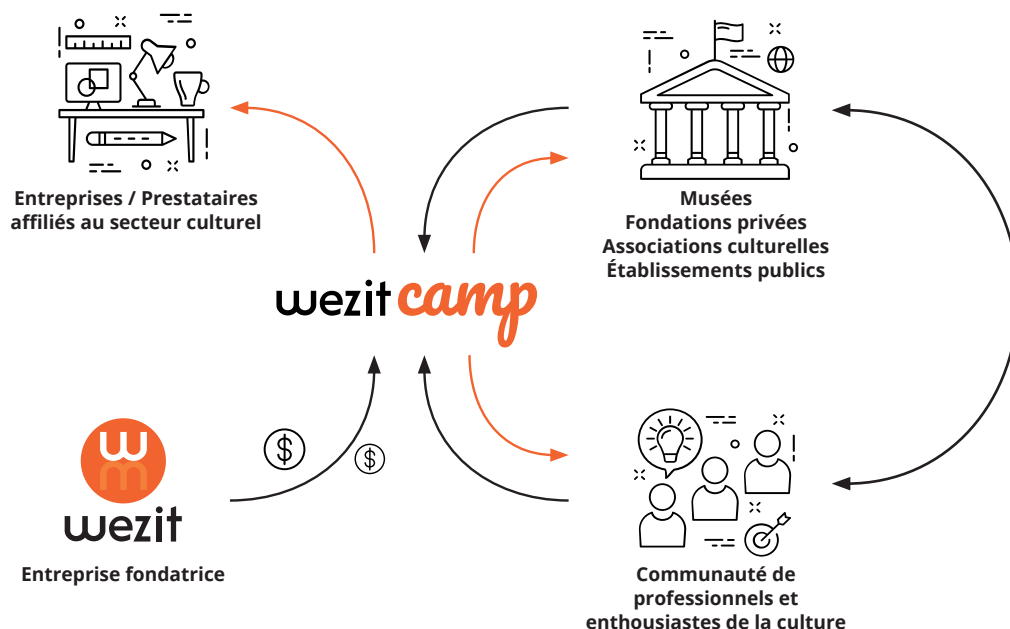 Entreprises / Prestataires
affiliés au secteur culturel
Musées
Fondations privées
Associations culturelles
Établissements publics
wezit camp
$
$
wezit
Entreprise fondatrice
Communauté de
professionnels et
enthousiastes de la culture